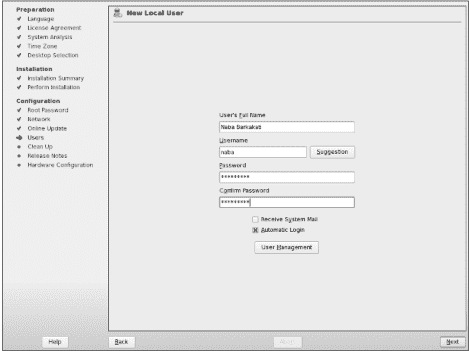 Preparation
Language
License Agreement
System Analysis
Time Zone
Desktop Selection
Installation
Installation Summary
Perform Installation
Configuration
Root Password
Network
Online Update
Users
Clean Up
Release Notes
Hardware Configuration
New Local User
User's Full Name
Naba Barkakati
Username
naba
Suggestion
Password
*********
Confirm Password
*********
Receive System Mail
Automatic Login
User Management
Help
Back
Next